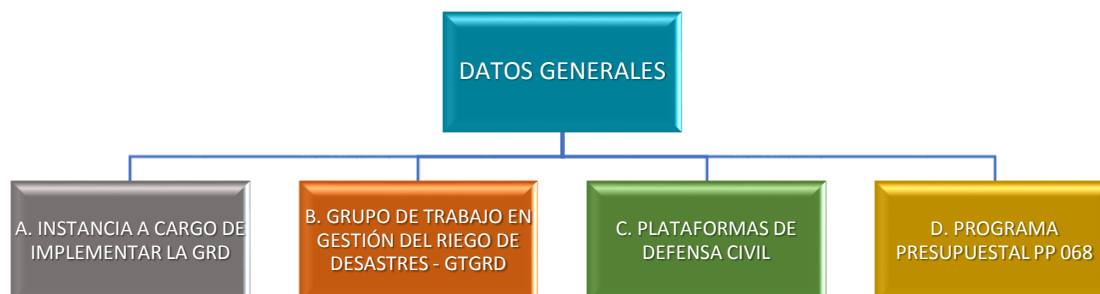 DATOS GENERALES
A. INSTANCIA A CARGO DE
IMPLEMENTAR LA GRD
B. GRUPO DE TRABAJO EN
GESTIÓN DEL RIEGO DE
DESASTRES - GTGRD
C. PLATAFORMAS DE
DEFENSA CIVIL
D. PROGRAMA
PRESUPUESTAL PP 068